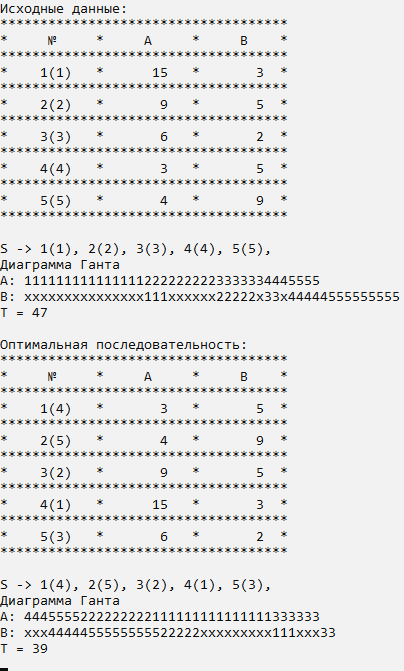 Исходные данные:
************************************
*     №     *     A     *     B    *
************************************
*    1(1)   *      15   *       3  *
************************************
*    2(2)   *       9   *       5  *
************************************
*    3(3)   *       6   *       2  *
************************************
*    4(4)   *       3   *       5  *
************************************
*    5(5)   *       4   *       9  *
************************************
S -> 1(1), 2(2), 3(3), 4(4), 5(5),
Диаграмма Ганта
A: 1111111111111112222222223333334445555
B: xxxxxxxxxxxxxxx111xxxxxx22222x33x44444555555555
T = 47
Оптимальная последовательность:
************************************
*     №     *     A     *     B    *
************************************
*    1(4)   *       3   *       5  *
************************************
*    2(5)   *       4   *       9  *
************************************
*    3(2)   *       9   *       5  *
************************************
*    4(1)   *      15   *       3  *
************************************
*    5(3)   *       6   *       2  *
************************************
S -> 1(4), 2(5), 3(2), 4(1), 5(3),
Диаграмма Ганта
A: 4445555222222222111111111111111333333
B: xxx4444455555555522222xxxxxxxxx111xxx33
T = 39